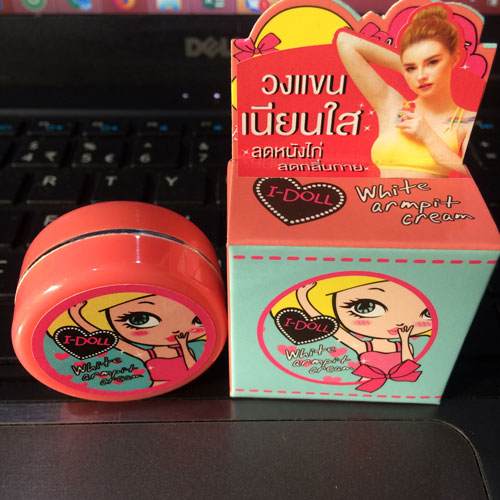 DELL
วงแขน
เนียนใส
ลดหนังไก่
ลดกลิ่นกาย
I-DOLL
White
armpit
cream
I-DOLL
White
armpit
cream
I-DOLL
White
armpit
cream
R T Y